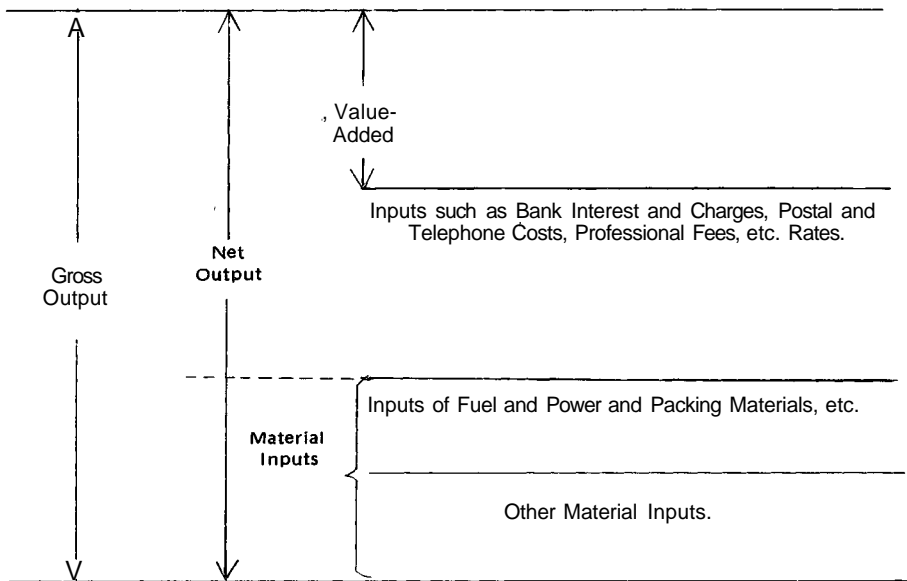 A
, Value-
Added
Inputs such as Bank Interest and Charges, Postal and
Telephone Costs, Professional Fees, etc. Rates.
Net
Output
Gross
Output
Inputs of Fuel and Power and Packing Materials, etc.
Material
Inputs
Other Material Inputs.
V